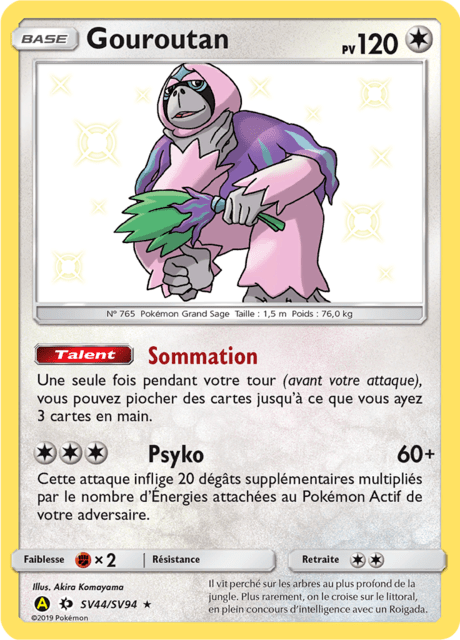 BASE Gouroutan PV 120
N° 765 Pokémon Grand Sage Taille : 1,5 m Poids : 76,0 kg
Talent Sommation
Une seule fois pendant votre tour (avant votre attaque),
vous pouvez piocher des cartes jusqu'à ce que vous ayez
3 cartes en main.
Psyko 60+
Cette attaque inflige 20 dégâts supplémentaires multipliés
par le nombre d'Énergies attachées au Pokémon Actif de
votre adversaire.
Faiblesse × 2 Résistance Retraite
Illus. Akira Komayama
A SV44/SV94 ★
©2019 Pokémon
Il vit perché sur les arbres au plus profond de la
jungle. Plus rarement, on le croise sur le littoral,
en plein concours d'intelligence avec un Roigada.